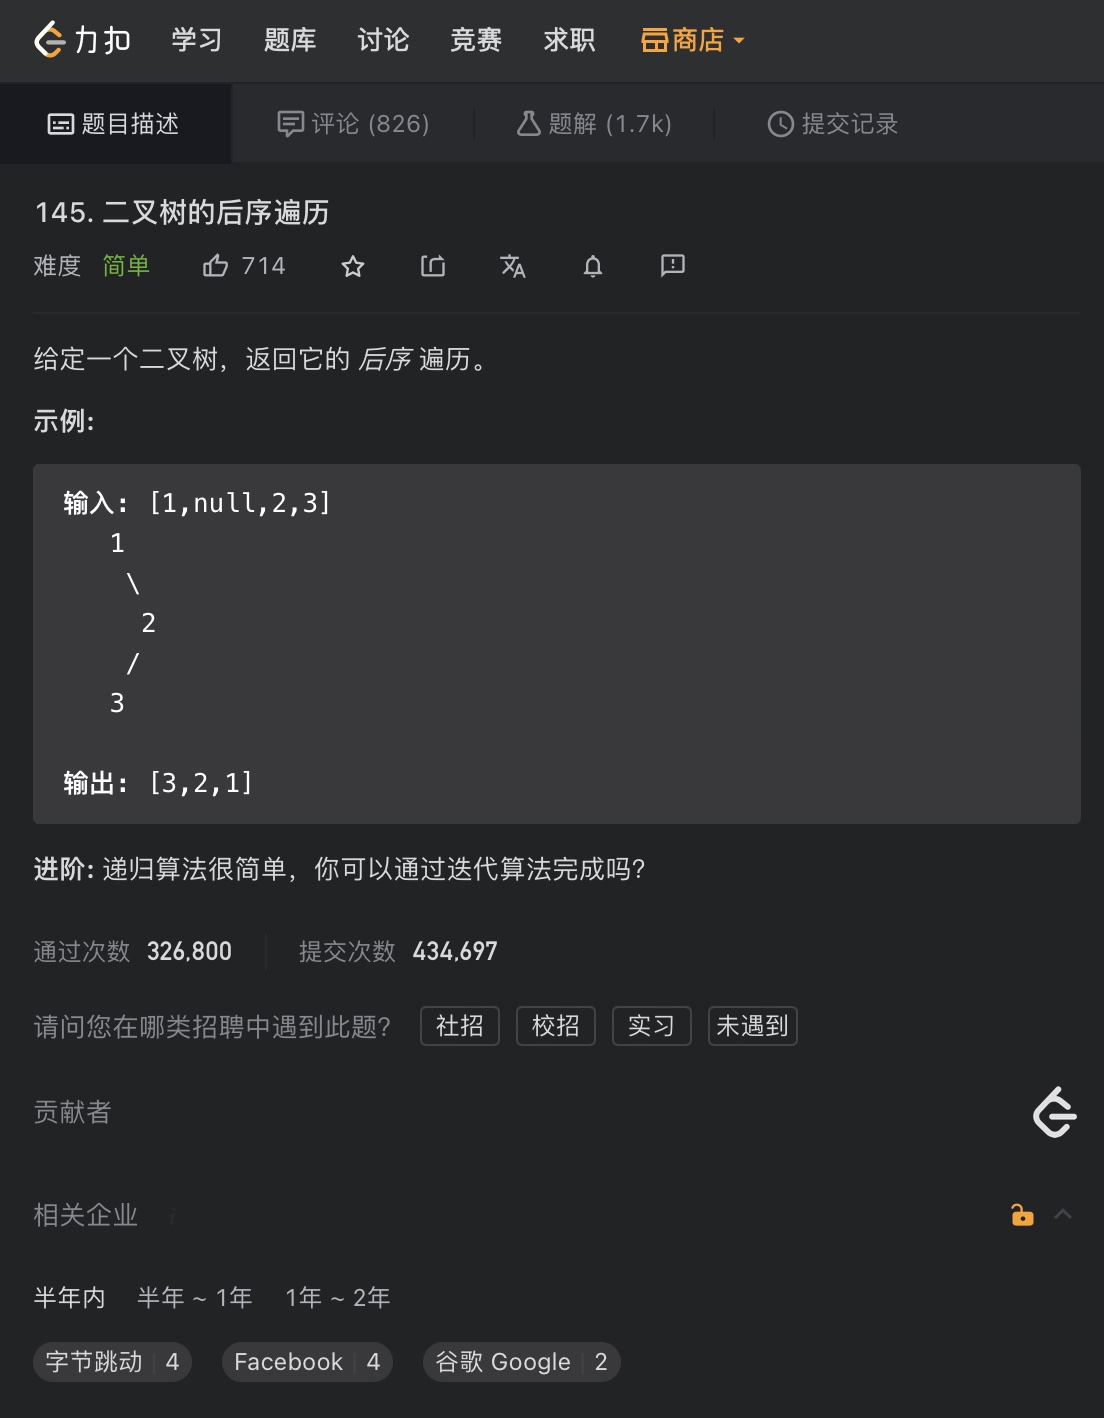 力扣 学习 题库 讨论 竞赛 求职 商店
题目描述 评论 (826) 题解 (1.7k) 提交记录
145. 二叉树的后序遍历
难度 简单 714
给定一个二叉树，返回它的 后序 遍历。
示例:
输入: [1,null,2,3]
1
\
2
/
3
输出: [3,2,1]
进阶: 递归算法很简单，你可以通过迭代算法完成吗?
通过次数 326,800 提交次数 434,697
请问您在哪类招聘中遇到此题? 社招 校招 实习 未遇到
贡献者
相关企业
半年内 半年 ~ 1年 1年 ~ 2年
字节跳动 4 Facebook 4 谷歌 Google 2